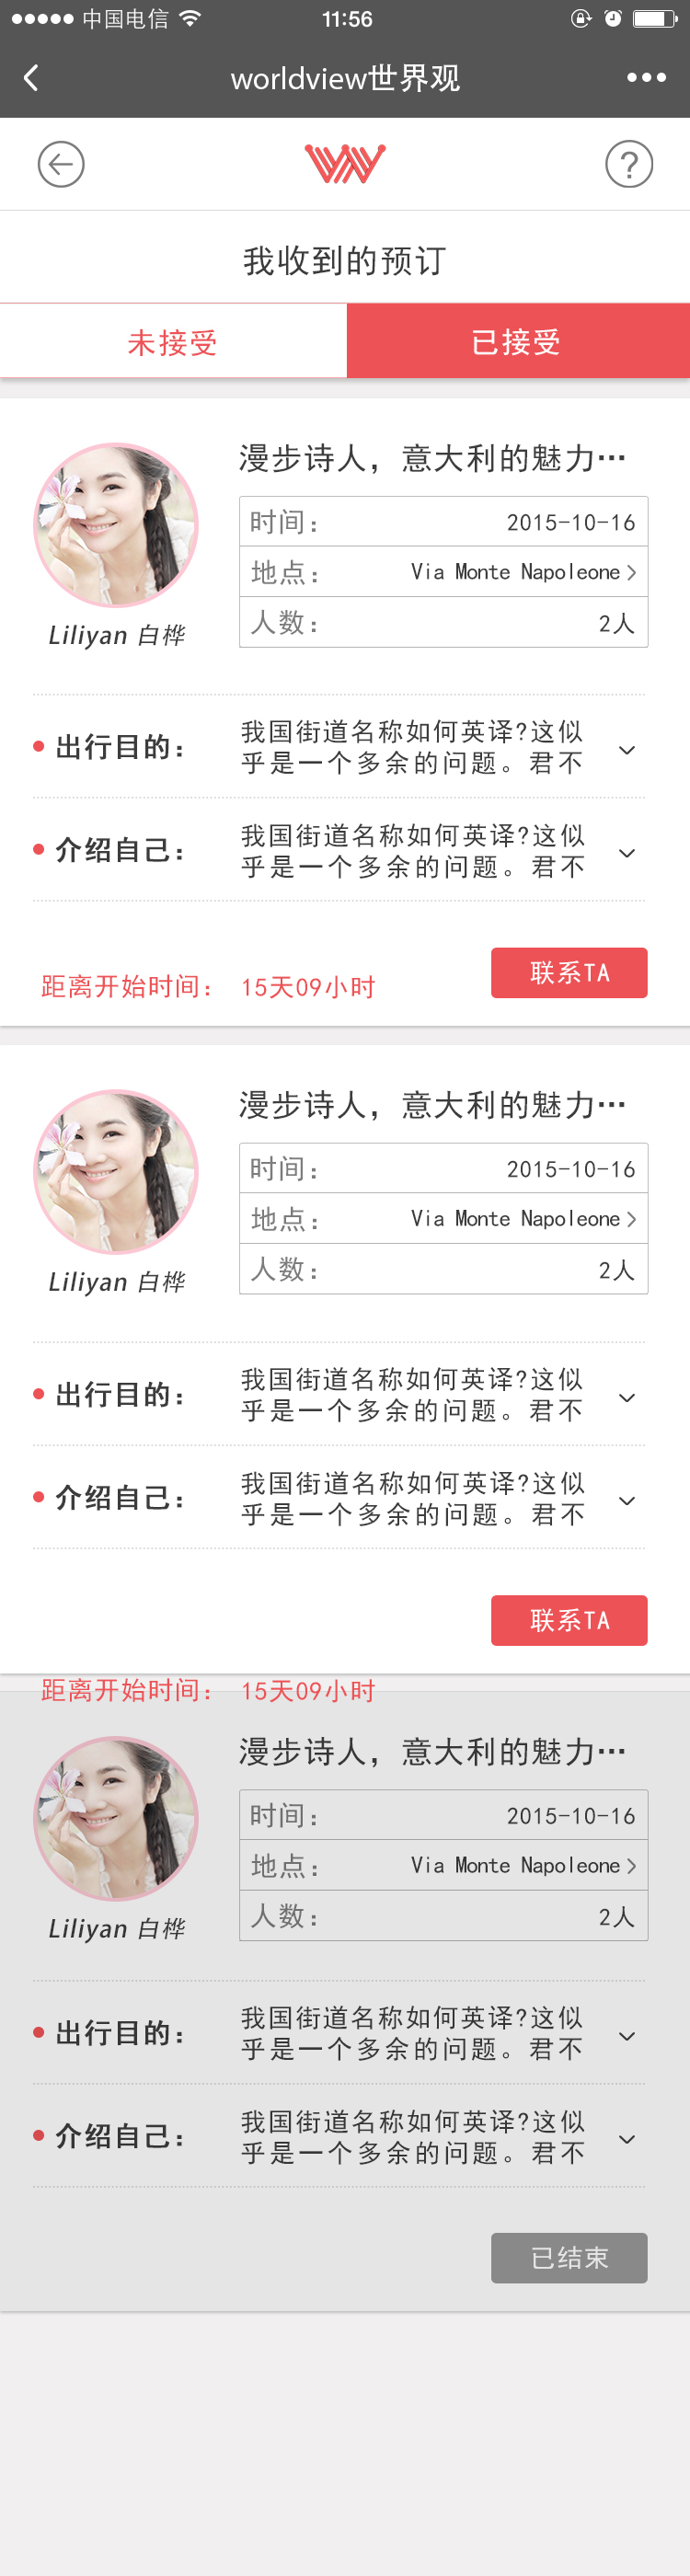 中国电信
11:56
worldview世界观
我收到的预订
未接受
已接受
漫步诗人，意大利的魅力…
时间：
2015-10-16
地点：
Via Monte Napoleone
人数：
2人
Liliyan 白桦
出行目的：
我国街道名称如何英译?这似
乎是一个多余的问题。君不
介绍自己：
我国街道名称如何英译?这似
乎是一个多余的问题。君不
距离开始时间：
15天09小时
联系TA
漫步诗人，意大利的魅力…
时间：
2015-10-16
地点：
Via Monte Napoleone
人数：
2人
Liliyan 白桦
出行目的：
我国街道名称如何英译?这似
乎是一个多余的问题。君不
介绍自己：
我国街道名称如何英译?这似
乎是一个多余的问题。君不
联系TA
距离开始时间：
15天09小时
漫步诗人，意大利的魅力…
时间：
2015-10-16
地点：
Via Monte Napoleone
人数：
2人
Liliyan 白桦
出行目的：
我国街道名称如何英译?这似
乎是一个多余的问题。君不
介绍自己：
我国街道名称如何英译?这似
乎是一个多余的问题。君不
已结束